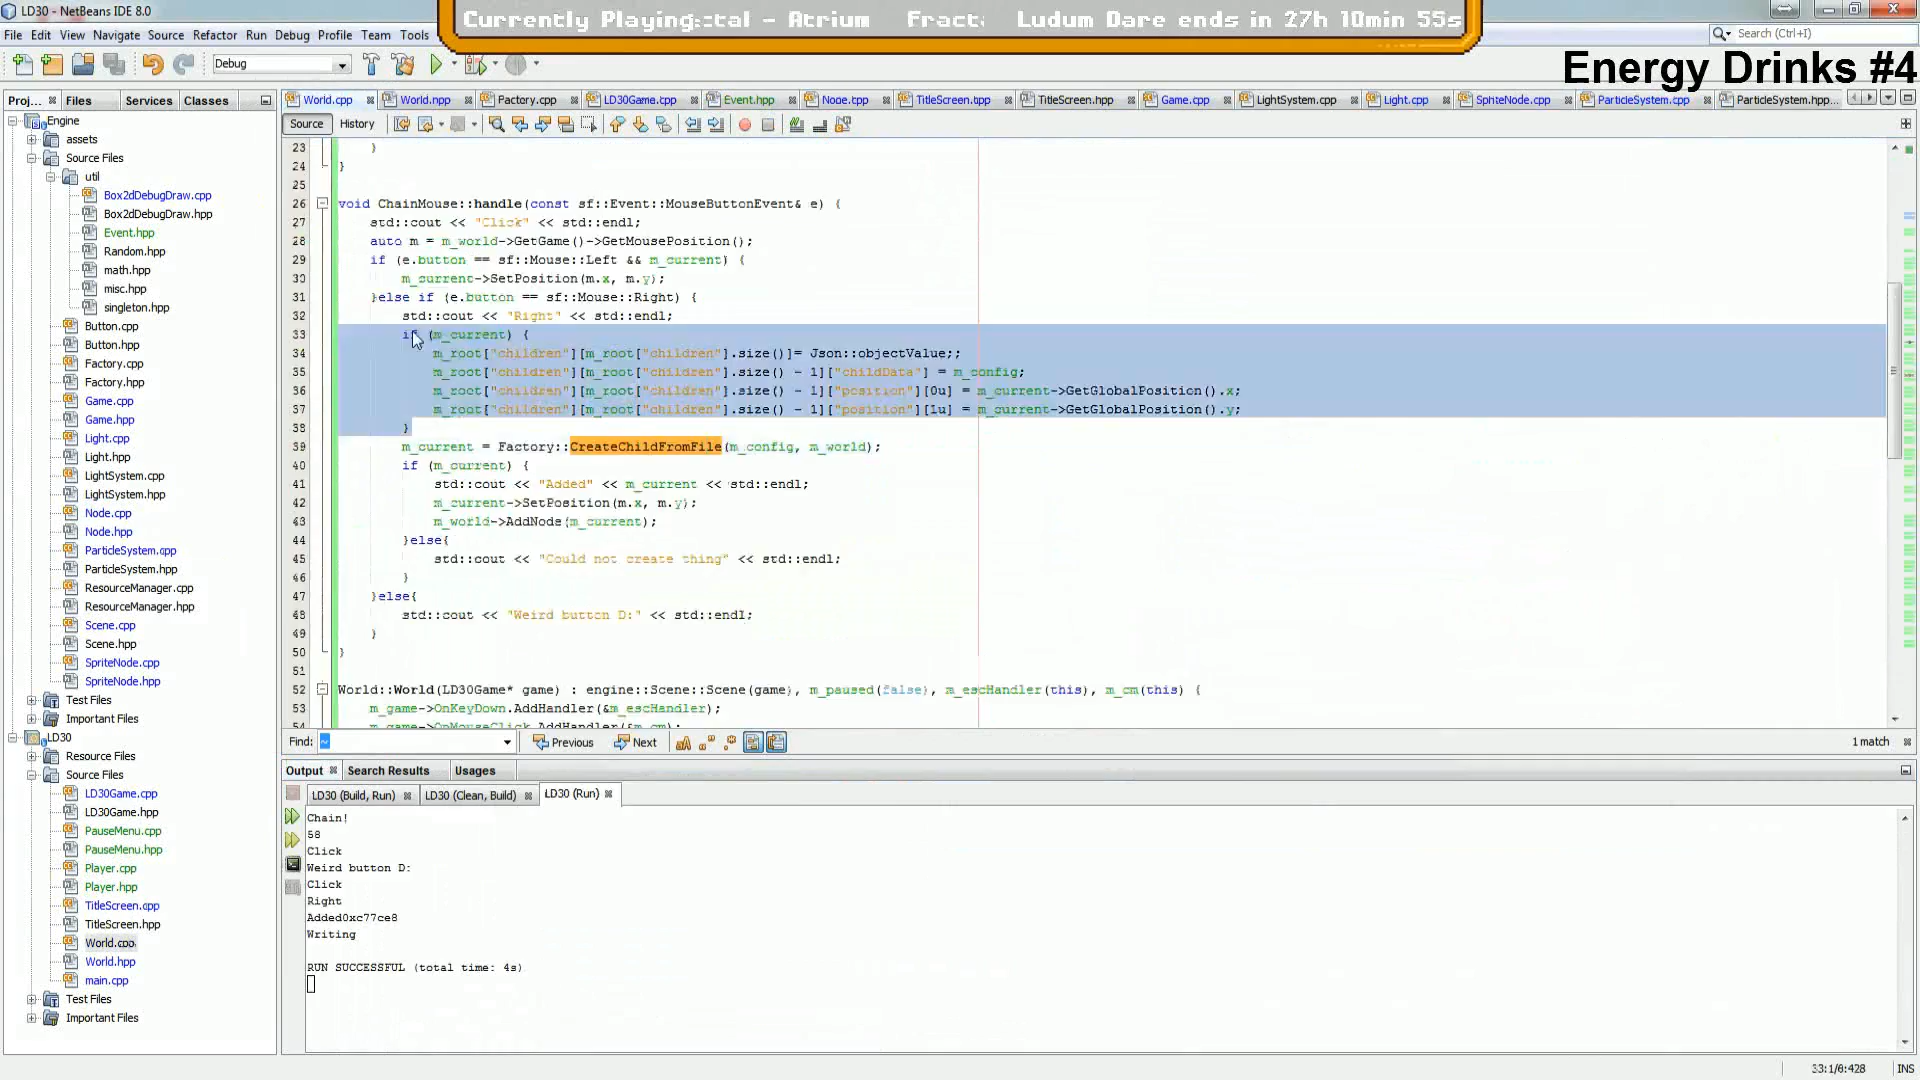 LD30 - NetBeans IDE 8.0
Currently Playing: :tal - Atrium Fract. Ludum Dare ends in 27h 10min 55s
File Edit View Navigate Source Refactor Run Debug Profile Team Tools
Search (Ctrl+I)
Debug
Energy Drinks #4
Proj... Files Services Classes
World.cpp World.hpp Factory.cpp LD30Game.cpp Event.hpp Node.cpp TitleScreen.cpp TitleScreen.hpp Game.cpp LightSystem.cpp Light.cpp SpriteNode.cpp ParticleSystem.cpp ParticleSystem.hpp...
Source History
Engine
assets
Source Files
util
Box2dDebugDraw.cpp
Box2dDebugDraw.hpp
Event.hpp
Random.hpp
math.hpp
misc.hpp
singleton.hpp
Button.cpp
Button.hpp
Factory.cpp
Factory.hpp
Game.cpp
Game.hpp
Light.cpp
Light.hpp
LightSystem.cpp
LightSystem.hpp
Node.cpp
Node.hpp
ParticleSystem.cpp
ParticleSystem.hpp
ResourceManager.cpp
ResourceManager.hpp
Scene.cpp
Scene.hpp
SpriteNode.cpp
SpriteNode.hpp
Test Files
Important Files
LD30
Resource Files
Source Files
LD30Game.cpp
LD30Game.hpp
PauseMenu.cpp
PauseMenu.hpp
Player.cpp
Player.hpp
TitleScreen.cpp
TitleScreen.hpp
World.cpp
World.hpp
main.cpp
Test Files
Important Files
23 }
24 }
25
26 void ChainMouse::handle(const sf::Event::MouseButtonEvent& e) {
27 std::cout << "Click" << std::endl;
28 auto m = m_world->GetGame()->GetMousePosition();
29 if (e.button == sf::Mouse::Left && m_current) {
30 m_current->SetPosition(m.x, m.y);
31 }else if (e.button == sf::Mouse::Right) {
32 std::cout << "Right" << std::endl;
33 if (m_current) {
34 m_root["children"][m_root["children"].size()]= Json::objectValue;;
35 m_root["children"][m_root["children"].size() - 1]["childData"] = m_config;
36 m_root["children"][m_root["children"].size() - 1]["position"][0u] = m_current->GetGlobalPosition().x;
37 m_root["children"][m_root["children"].size() - 1]["position"][1u] = m_current->GetGlobalPosition().y;
38 }
39 m_current = Factory::CreateChildFromFile(m_config, m_world);
40 if (m_current) {
41 std::cout << "Added" << m_current << std::endl;
42 m_current->SetPosition(m.x, m.y);
43 m_world->AddNode(m_current);
44 }else{
45 std::cout << "Could not create thing" << std::endl;
46 }
47 }else{
48 std::cout << "Weird button D:" << std::endl;
49 }
50 }
51
52 World::World(LD30Game* game) : engine::Scene::Scene(game), m_paused(false), m_escHandler(this), m_cm(this) {
53 m_game->OnKeyDown.AddHandler(&m_escHandler);
54 m_game->OnMouseClick.AddHandler(&m_cm);
Find: ~ Previous Next 1 match
Output Search Results Usages
LD30 (Build, Run) LD30 (Clean, Build) LD30 (Run)
Chain!
58
Click
Weird button D:
Click
Right
Added0xc77ce8
Writing
RUN SUCCESSFUL (total time: 4s)
33:1/6:428 INS